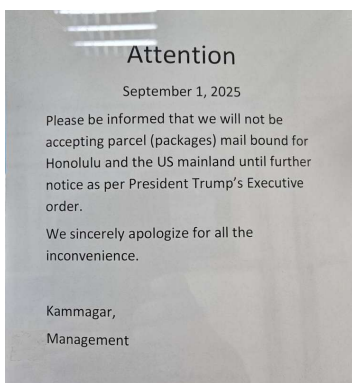 Attention
September 1, 2025
Please be informed that we will not be
accepting parcel (packages) mail bound for
Honolulu and the US mainland until further
notice as per President Trump's Executive
order.
We sincerely apologize for all the
inconvenience.
Kammagar,
Management